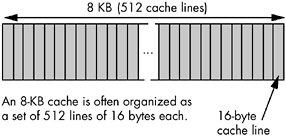 8 KB (512 cache lines)
...
An 8-KB cache is often organized as
a set of 512 lines of 16 bytes each.
16-byte
cache line